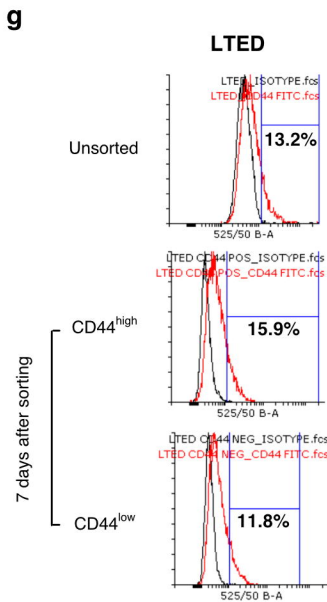 g
LTED
LTED_ISOTYPE.fcs
LTED_CD44 FITC.fcs
Unsorted
13.2%
525/50 B-A
LTED CD44 POS_ISOTYPE.fcs
LTED CD44 POS_CD44 FITC.fcs
CD44high
15.9%
525/50 B-A
7 days after sorting
LTED CD44 NEG_ISOTYPE.fcs
LTED CD44 NEG_CD44 FITC.fcs
11.8%
CD44low
525/50 B-A